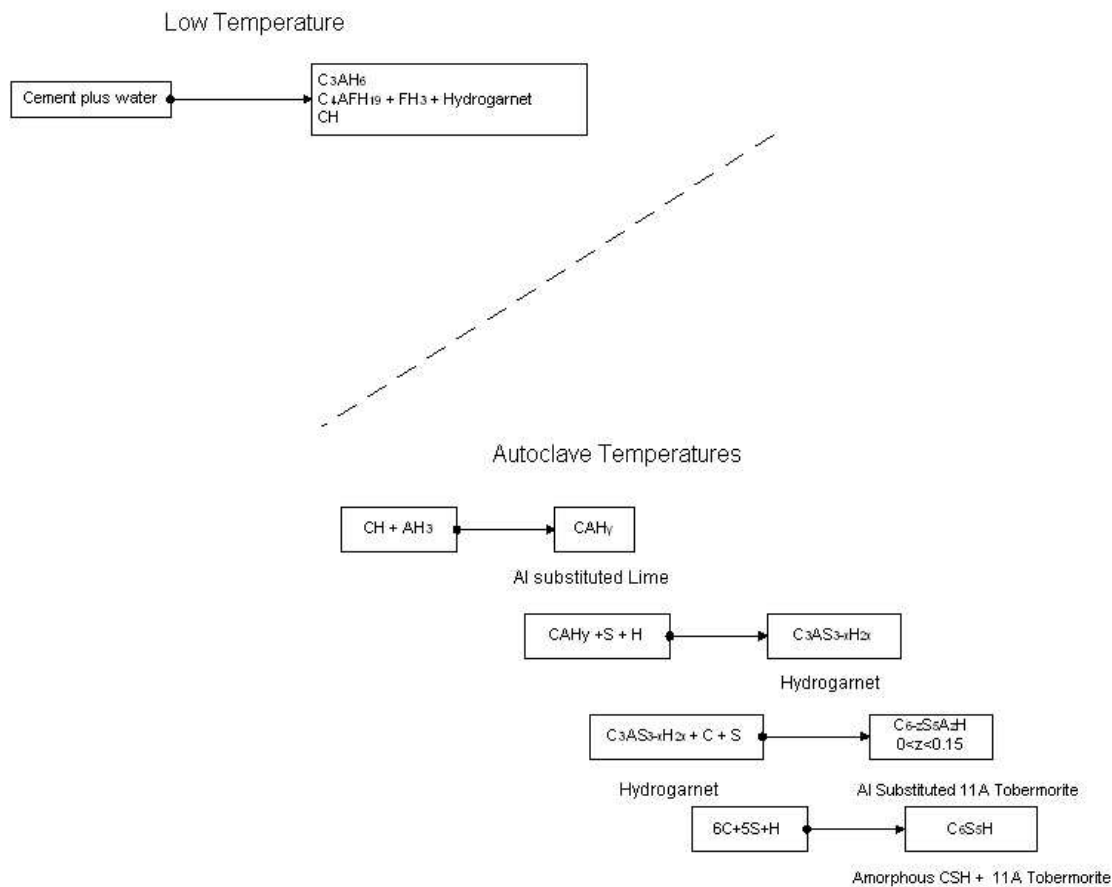 Low Temperature
Cement plus water
C₃AH₆
C₄AFH₁₉ + FH₃ + Hydrogarnet
CH
Autoclave Temperatures
CH + AH₃
CAHy
Al substituted Lime
CAHy +S + H
C₃AS₃₋ₓH₂ₓ
Hydrogarnet
C₃AS₃₋ₓH₂ₓ + C + S
C₆₋zS₅AzH
0<z<0.15
Hydrogarnet
Al Substituted 11A Tobermorite
6C+5S+H
C₆S₅H
Amorphous CSH + 11A Tobermorite